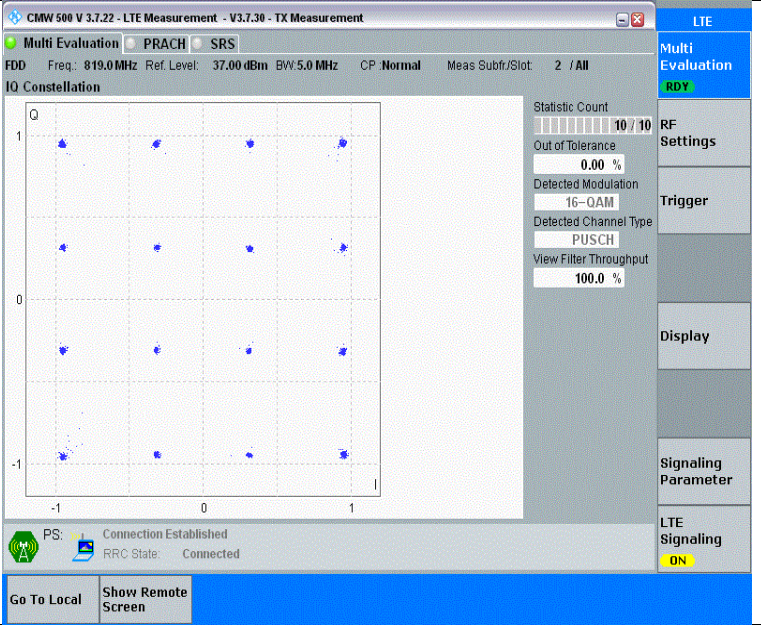 CMW 500 V 3.7.22 - LTE Measurement - V3.7.30 - TX Measurement
LTE
Multi Evaluation PRACH SRS
FDD Freq.: 819.0 MHz Ref. Level: 37.00 dBm BW: 5.0 MHz CP :Normal Meas Subfr./Slot: 2 / All
IQ Constellation
Q
1
0
-1
I
-1 0 1
Statistic Count
10 / 10
Out of Tolerance
0.00 %
Detected Modulation
16-QAM
Detected Channel Type
PUSCH
View Filter Throughput
100.0 %
Multi
Evaluation
RDY
RF
Settings
Trigger
Display
Signaling
Parameter
LTE
Signaling
ON
PS: Connection Established
RRC State: Connected
Go To Local
Show Remote
Screen